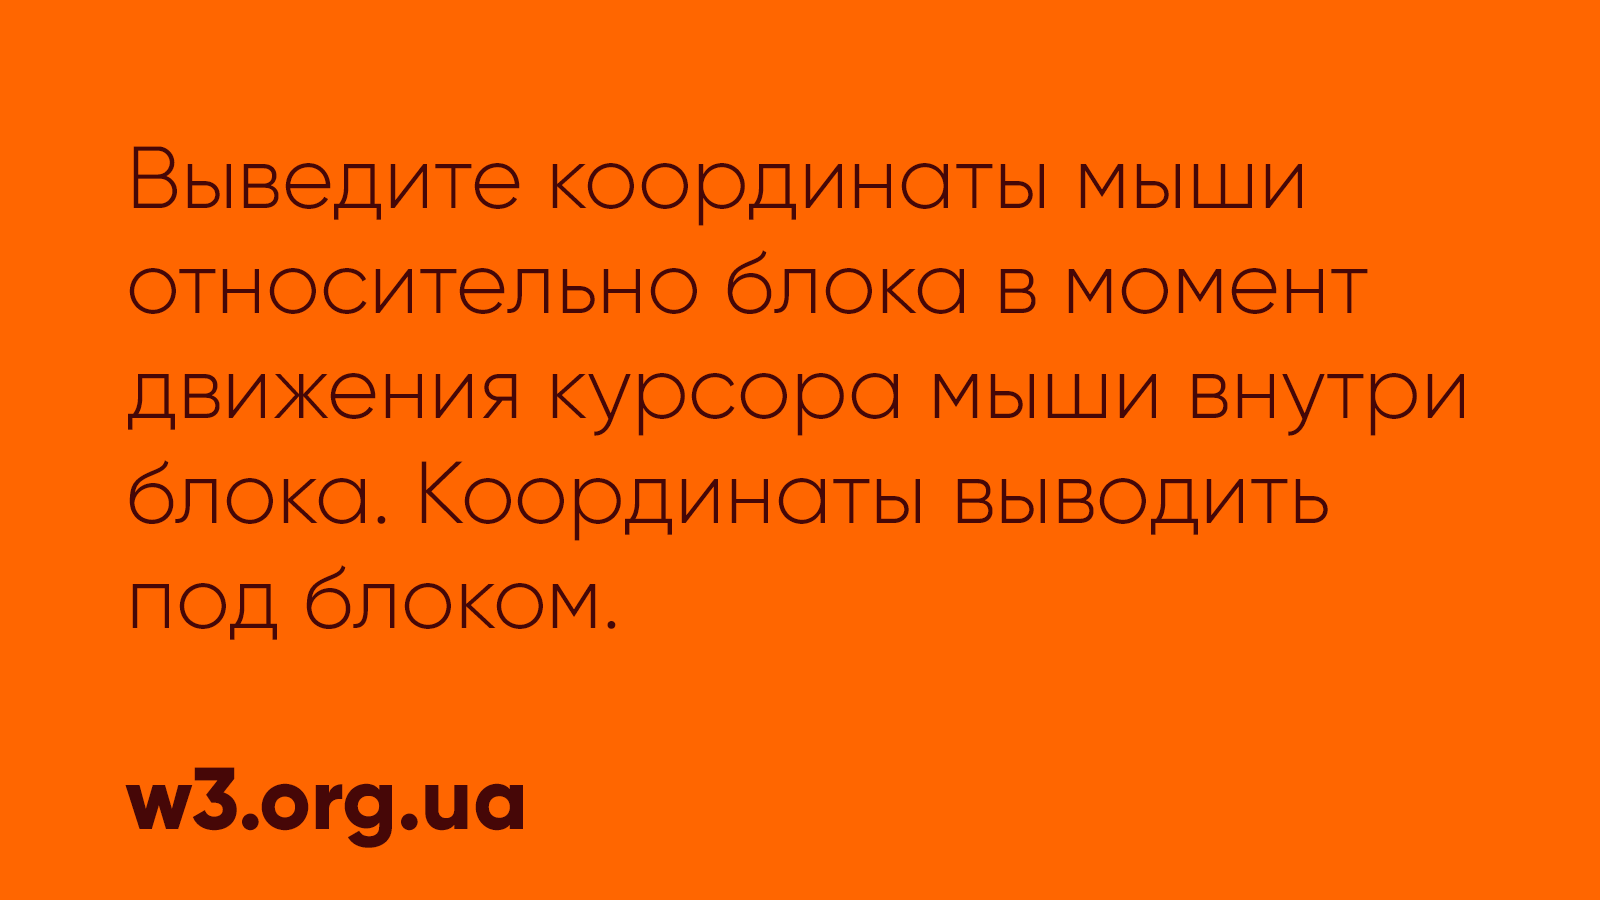 Выведите координаты мыши
относительно блока в момент
движения курсора мыши внутри
блока. Координаты выводить
под блоком.
w3.org.ua